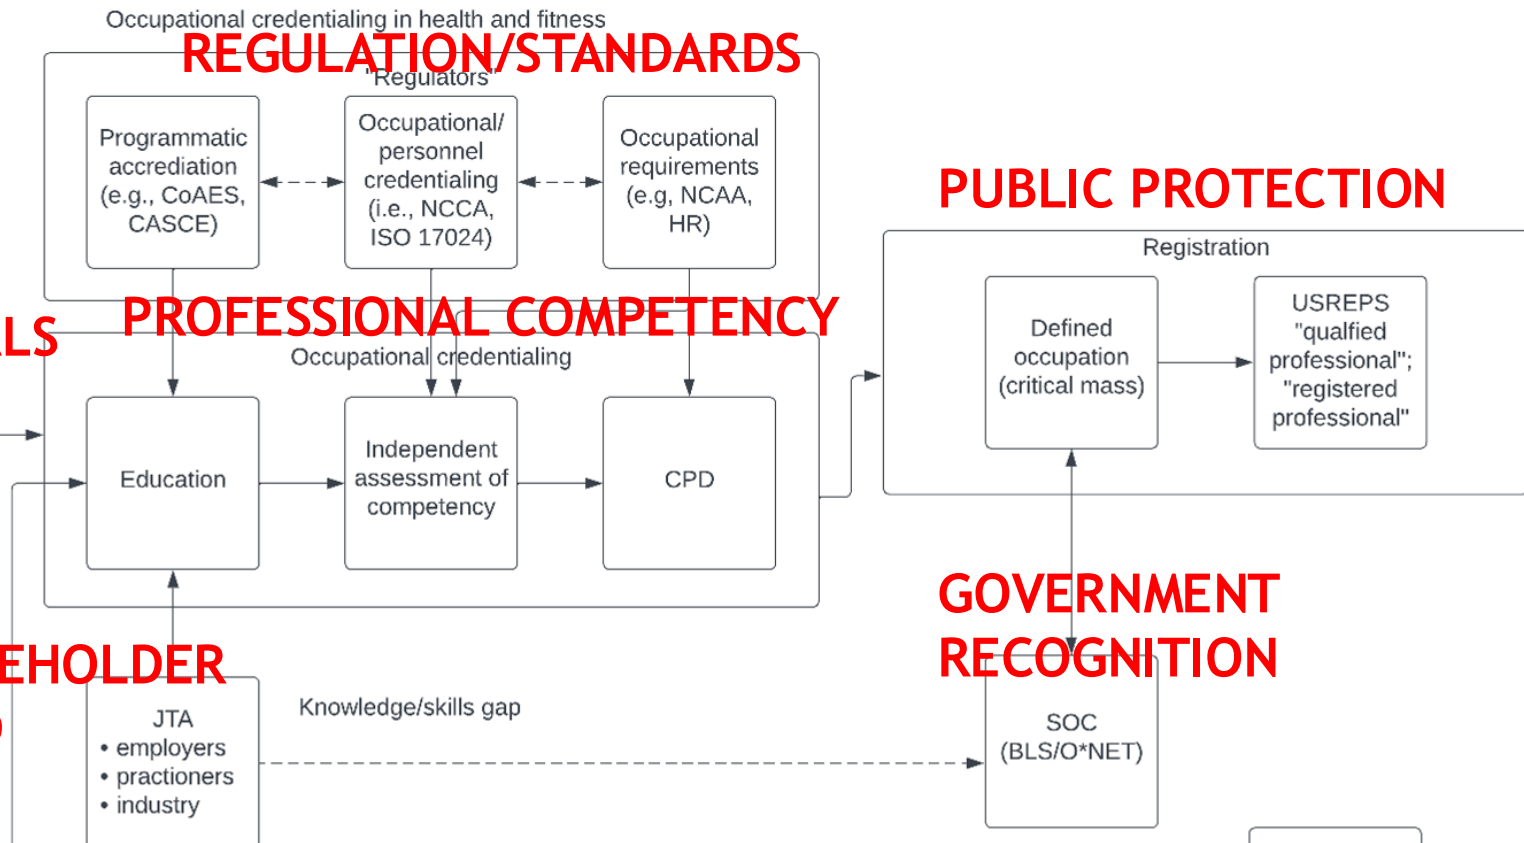 Occupational credentialing in health and fitness
REGULATION/STANDARDS
"Regulators"
Programmatic
accrediation
(e.g., CoAES,
CASCE)
Occupational/
personnel
credentialing
(i.e., NCCA,
ISO 17024)
Occupational
requirements
(e.g, NCAA,
HR)
PUBLIC PROTECTION
Registration
Defined
occupation
(critical mass)
USREPS
"qualfied
professional";
"registered
professional"
PROFESSIONAL COMPETENCY
LS
Occupational credentialing
Education
Independent
assessment of
competency
CPD
GOVERNMENT
RECOGNITION
EHOLDER
JTA
• employers
• practioners
• industry
Knowledge/skills gap
SOC
(BLS/O*NET)